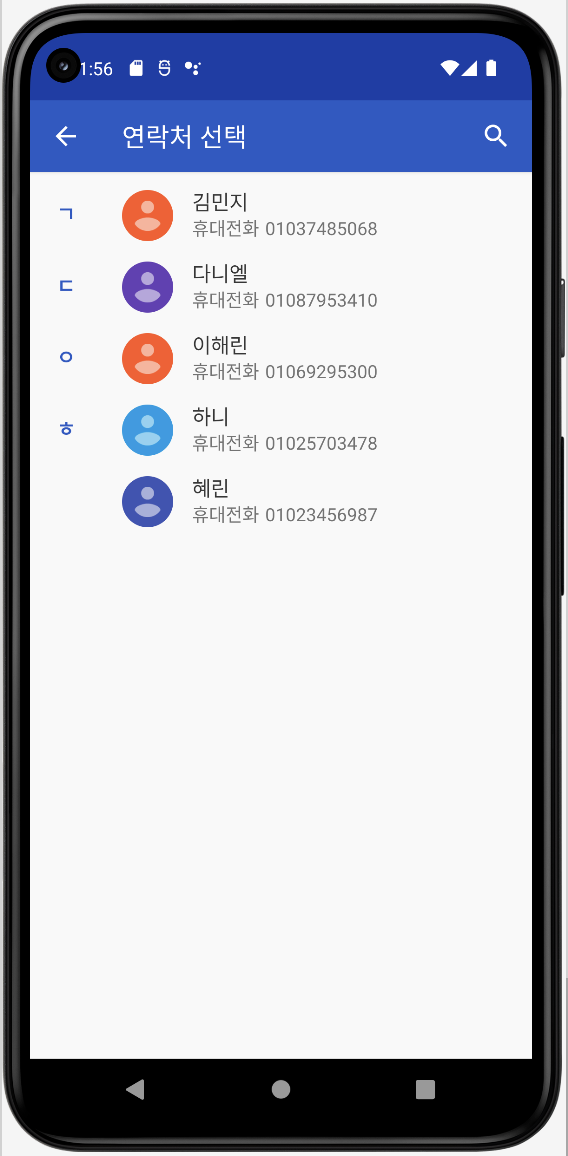 1:56
연락처 선택
ㄱ
김민지
휴대전화 01037485068
ㄷ
다니엘
휴대전화 01087953410
ㅇ
이해린
휴대전화 01069295300
ㅎ
하니
휴대전화 01025703478
혜린
휴대전화 01023456987